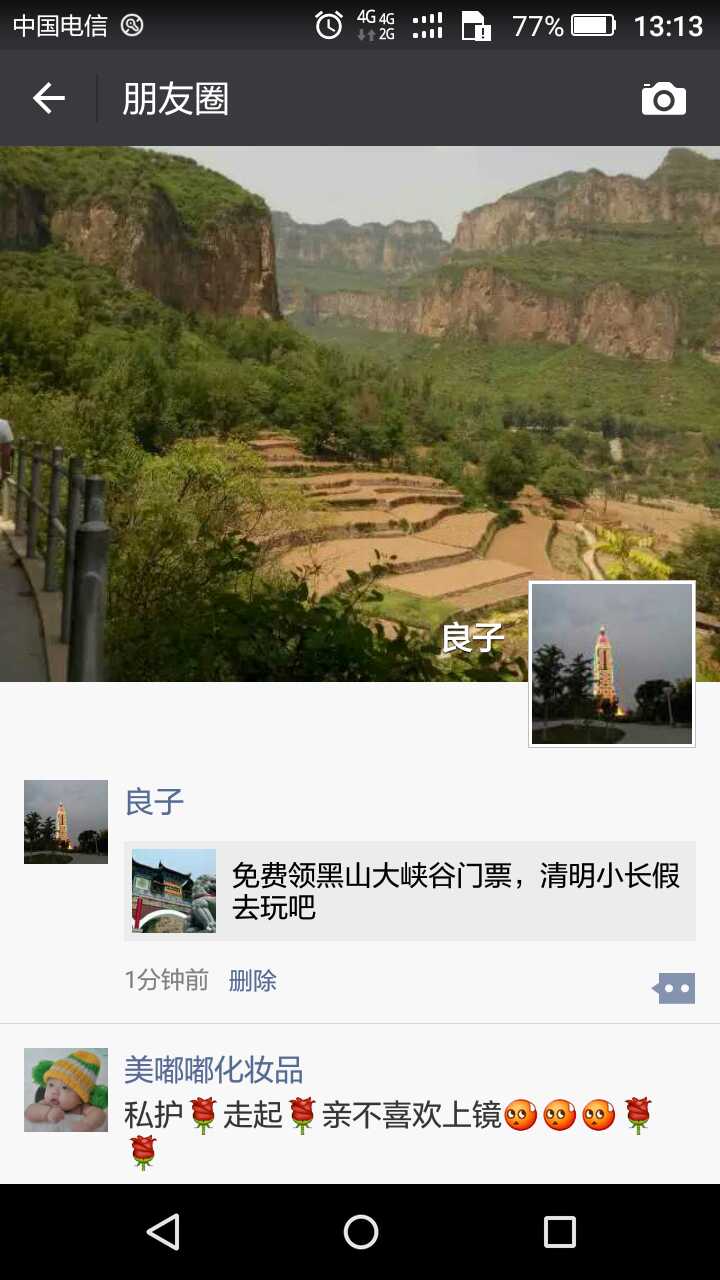 中国电信 4G 4G 2G 77% 13:13
朋友圈
良子
良子
免费领黑山大峡谷门票，清明小长假
去玩吧
1分钟前 删除
美嘟嘟化妆品
私护🌹走起🌹亲不喜欢上镜🥺🥺🥺🌹
🌹